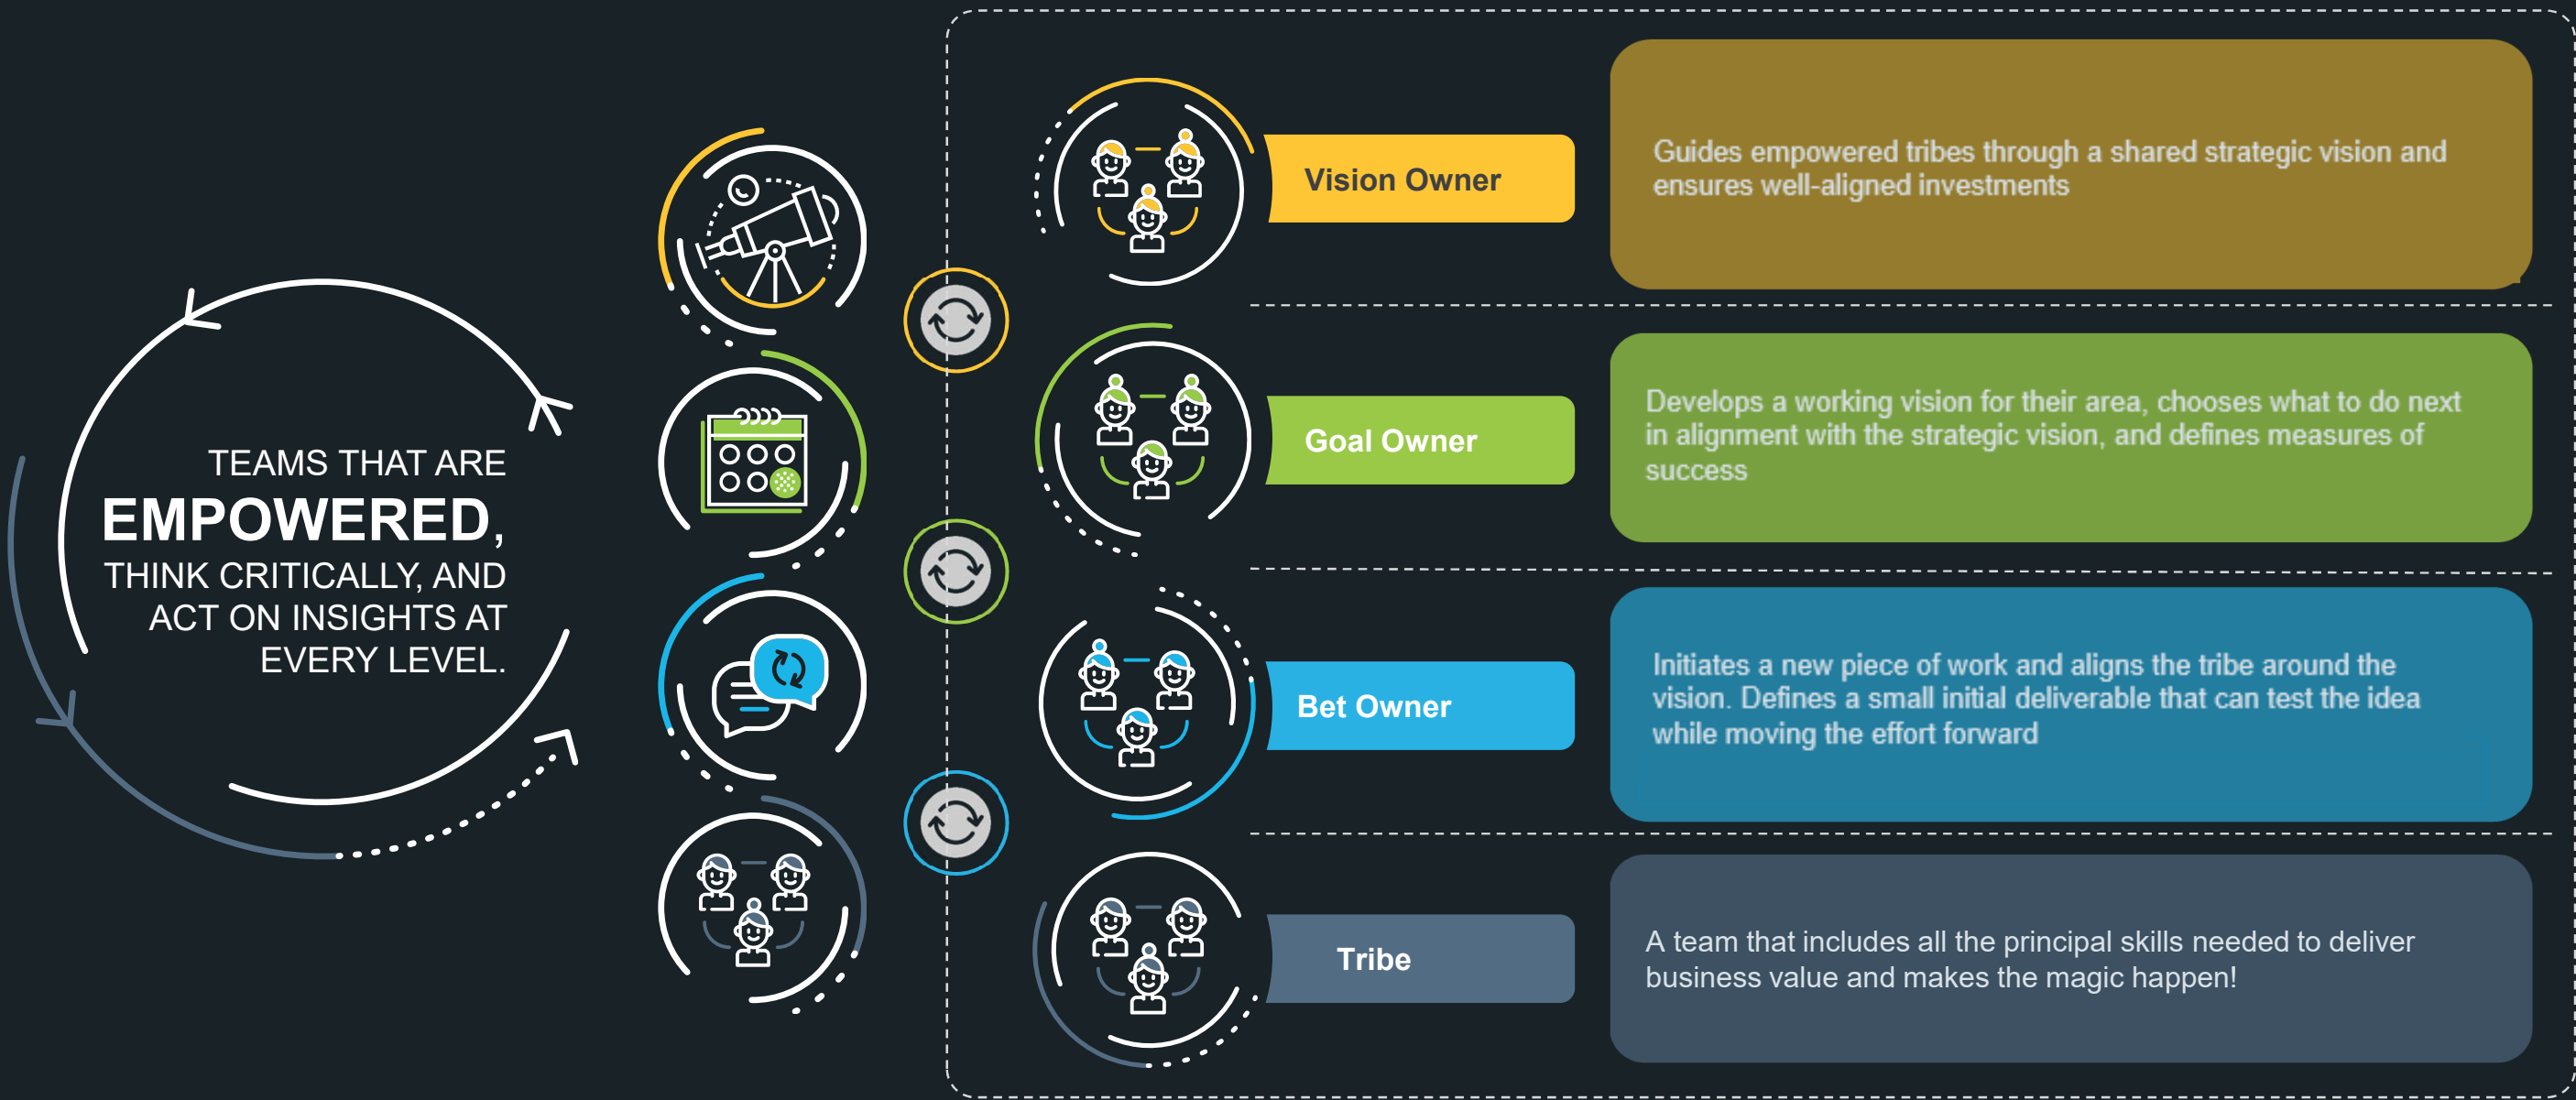 TEAMS THAT ARE
EMPOWERED,
THINK CRITICALLY, AND
ACT ON INSIGHTS AT
EVERY LEVEL.
Vision Owner
Guides empowered tribes through a shared strategic vision and
ensures well-aligned investments
Goal Owner
Develops a working vision for their area, chooses what to do next
in alignment with the strategic vision, and defines measures of
success
Bet Owner
Initiates a new piece of work and aligns the tribe around the
vision. Defines a small initial deliverable that can test the idea
while moving the effort forward
Tribe
A team that includes all the principal skills needed to deliver
business value and makes the magic happen!